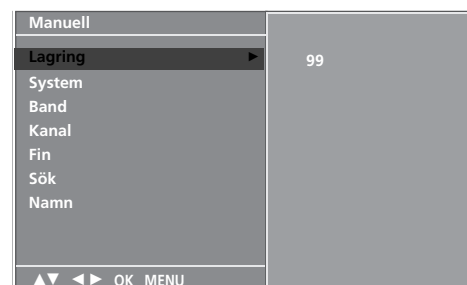 Manuell
Lagring ► 99
System
Band
Kanal
Fin
Sök
Namn
▲▼ ◄► OK MENU